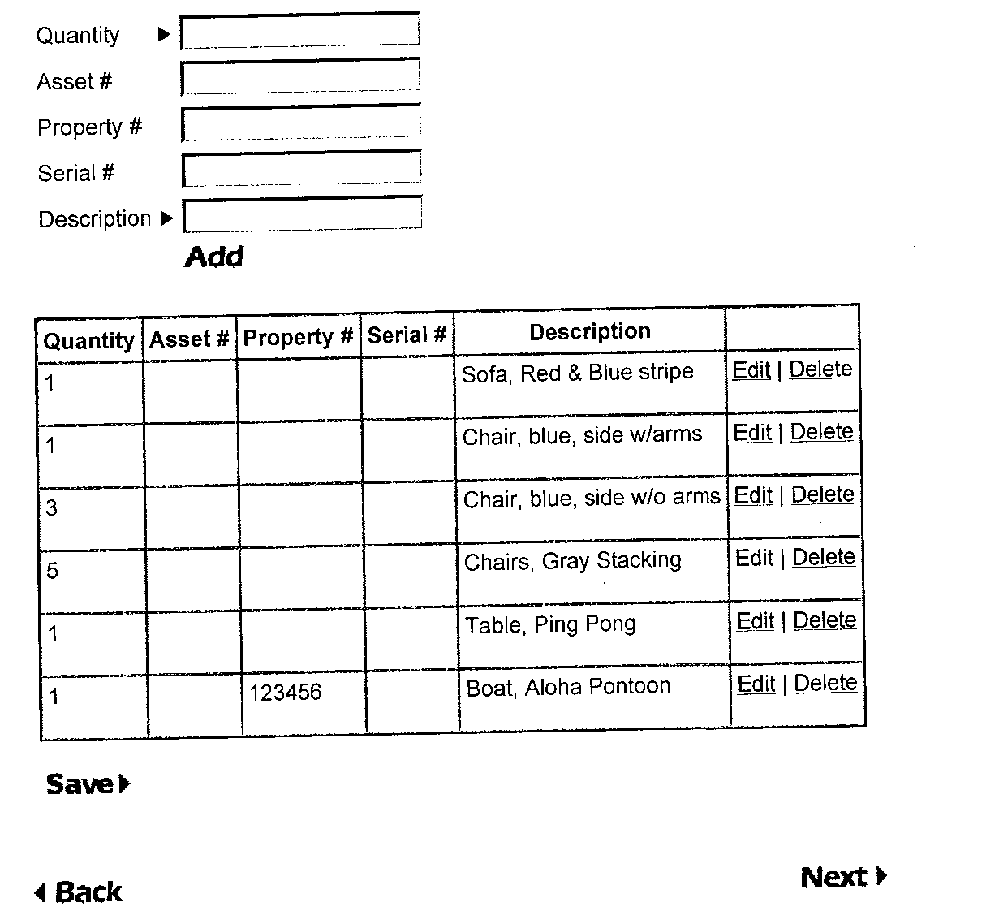 Quantity ▶
Asset #
Property #
Serial #
Description ▶
Add
Quantity Asset # Property # Serial # Description
1 Sofa, Red & Blue stripe Edit | Delete
1 Chair, blue, side w/arms Edit | Delete
3 Chair, blue, side w/o arms Edit | Delete
5 Chairs, Gray Stacking Edit | Delete
1 Table, Ping Pong Edit | Delete
1 123456 Boat, Aloha Pontoon Edit | Delete
Save ▶
◀ Back Next ▶